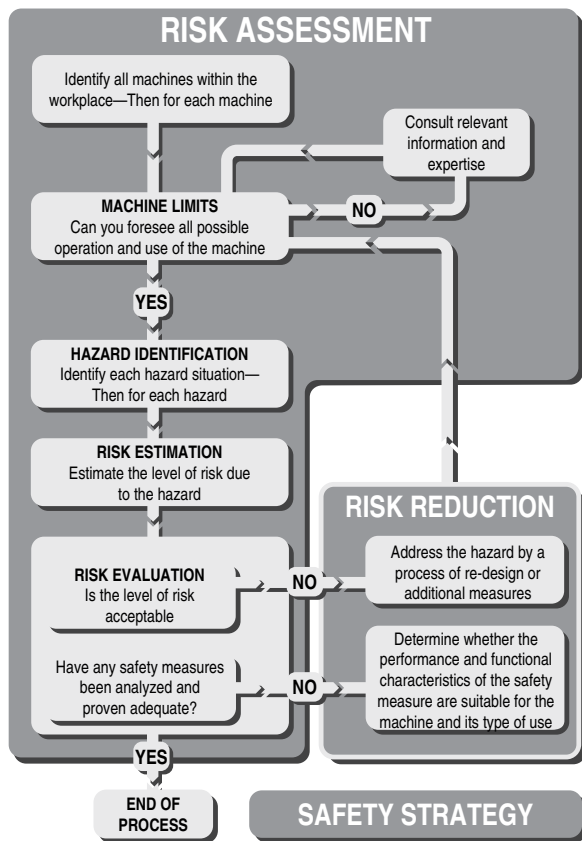 RISK ASSESSMENT
Identify all machines within the
workplace—Then for each machine
Consult relevant
information and
expertise
MACHINE LIMITS
Can you foresee all possible
operation and use of the machine
NO
YES
HAZARD IDENTIFICATION
Identify each hazard situation—
Then for each hazard
RISK ESTIMATION
Estimate the level of risk due
to the hazard
RISK REDUCTION
RISK EVALUATION
Is the level of risk
acceptable
NO
Address the hazard by a
process of re-design or
additional measures
Have any safety measures
been analyzed and
proven adequate?
NO
Determine whether the
performance and functional
characteristics of the safety
measure are suitable for the
machine and its type of use
YES
END OF
PROCESS
SAFETY STRATEGY